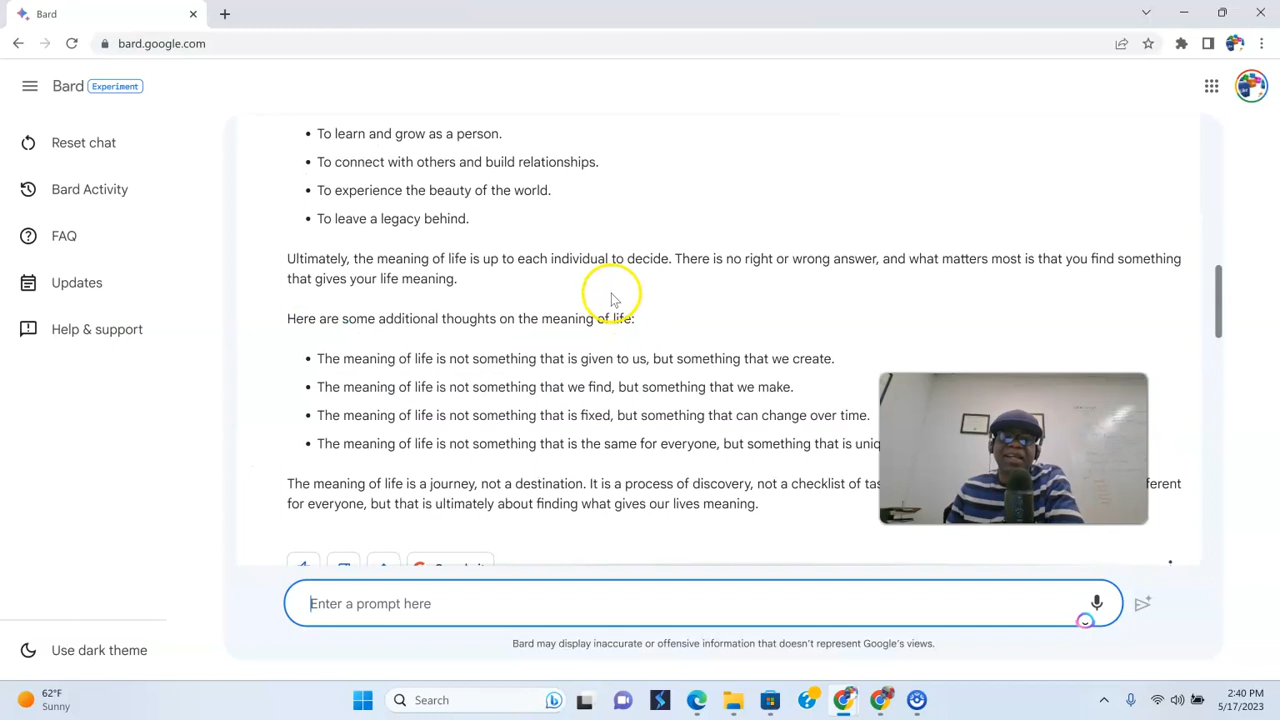 Bard
bard.google.com
Bard Experiment
Reset chat
Bard Activity
FAQ
Updates
Help & support
Use dark theme
• To learn and grow as a person.
• To connect with others and build relationships.
• To experience the beauty of the world.
• To leave a legacy behind.
Ultimately, the meaning of life is up to each individual to decide. There is no right or wrong answer, and what matters most is that you find something
that gives your life meaning.
Here are some additional thoughts on the meaning of life:
• The meaning of life is not something that is given to us, but something that we create.
• The meaning of life is not something that we find, but something that we make.
• The meaning of life is not something that is fixed, but something that can change over time.
• The meaning of life is not something that is the same for everyone, but something that is
The meaning of life is a journey, not a destination. It is a process of discovery, not a checklist of
for everyone, but that is ultimately about finding what gives our lives meaning.
Enter a prompt here
Bard may display inaccurate or offensive information that doesn't represent Google's views.
62°F
Sunny
Search
2:40 PM
5/17/2023